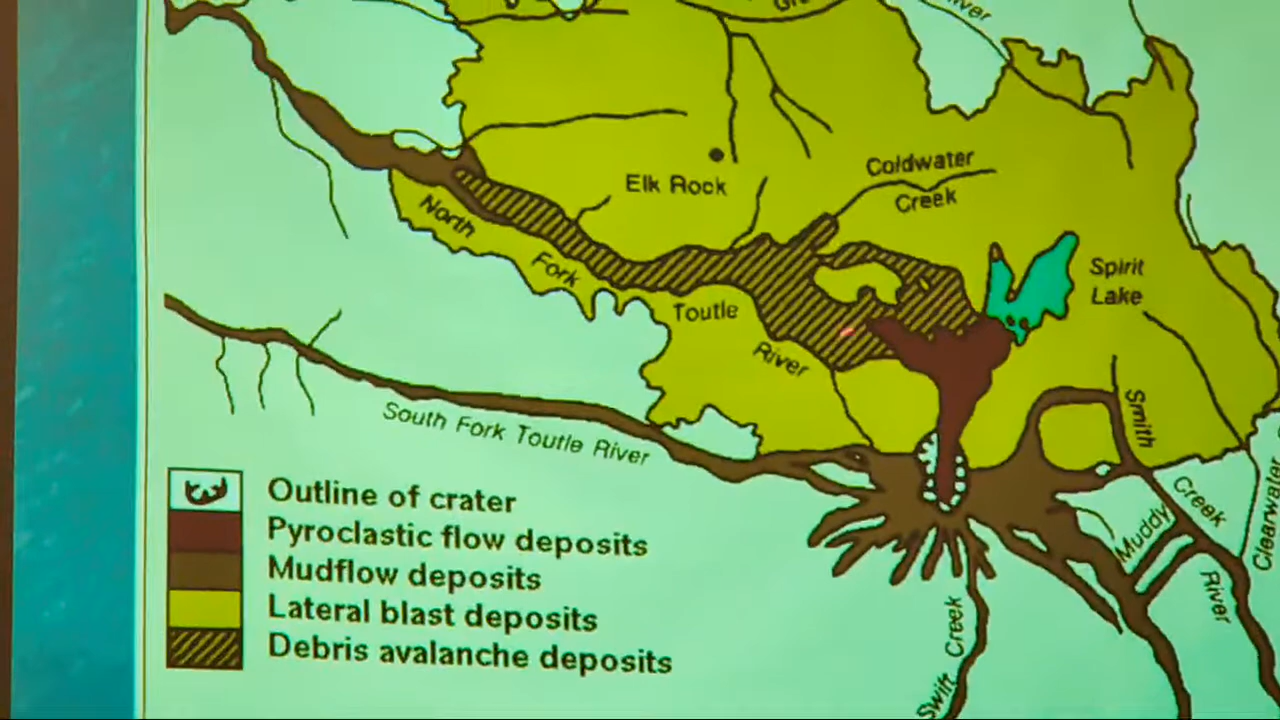 Elk Rock
Coldwater
Creek
North
Fork
Toutle
River
Spirit
Lake
South Fork Toutle River
Smith
Creek
Muddy
River
Clearwater
Swift Creek
Outline of crater
Pyroclastic flow deposits
Mudflow deposits
Lateral blast deposits
Debris avalanche deposits